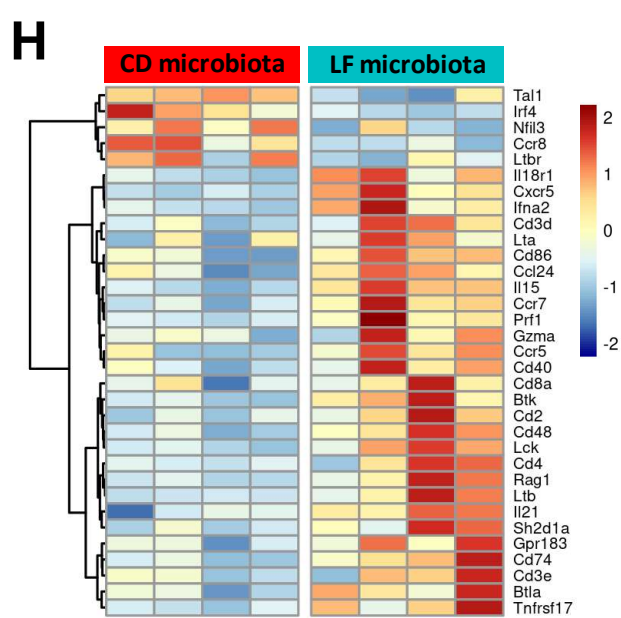 H
CD microbiota LF microbiota
Tal1
Irf4
Nfil3
Ccr8
Ltbr
Il18r1
Cxcr5
Ifna2
Cd3d
Lta
Cd86
Ccl24
Il15
Ccr7
Prf1
Gzma
Ccr5
Cd40
Cd8a
Btk
Cd2
Cd48
Lck
Cd4
Rag1
Ltb
Il21
Sh2d1a
Gpr183
Cd74
Cd3e
Btla
Tnfrsf17
2
1
0
-1
-2